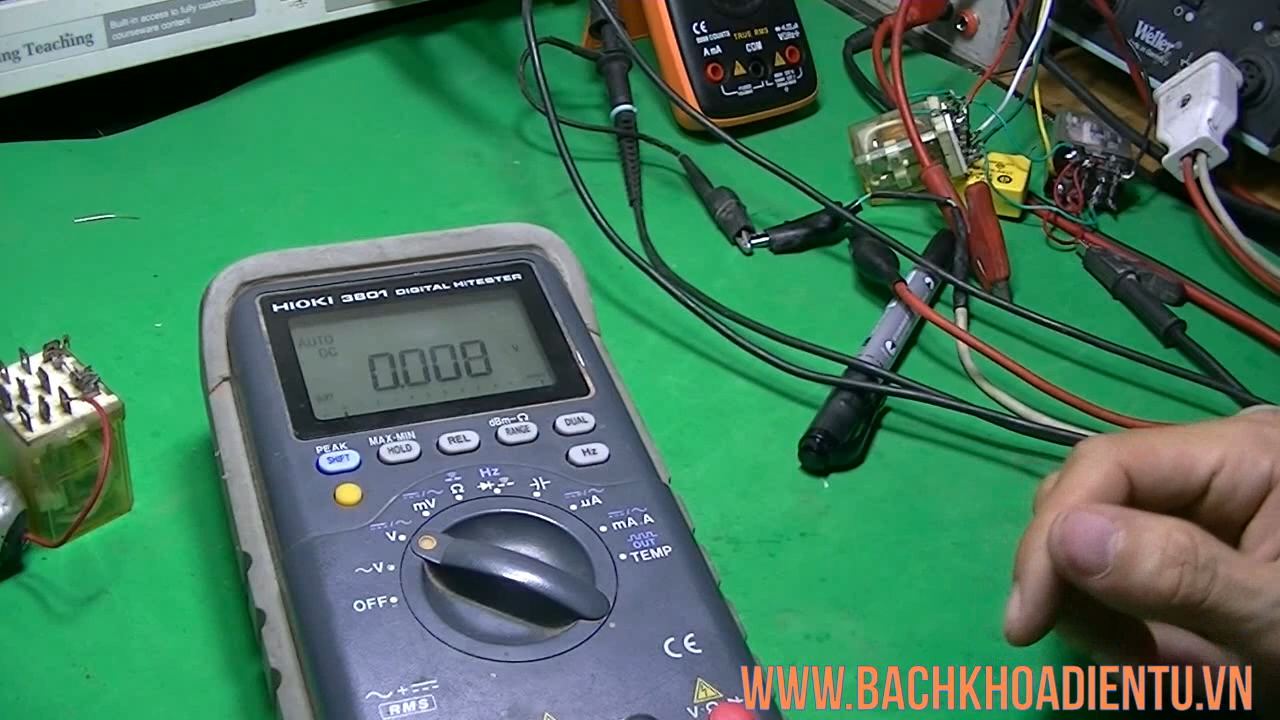 ing Teaching
Built-in access to fully customizable
courseware content
CE
TRUE RMS
A mA
COM
Weller
HIOKI 3801 DIGITAL HITESTER
AUTO
DC
0.008
V
PEAK
SHIFT
MAX-MIN
HOLD
REL
dBm-Ω
RANGE
DUAL
Hz
Hz
mV
Ω
μA
mA.A
V
OUT
TEMP
~V
OFF
CE
RMS
V
WWW.BACHKHOADIENTU.VN